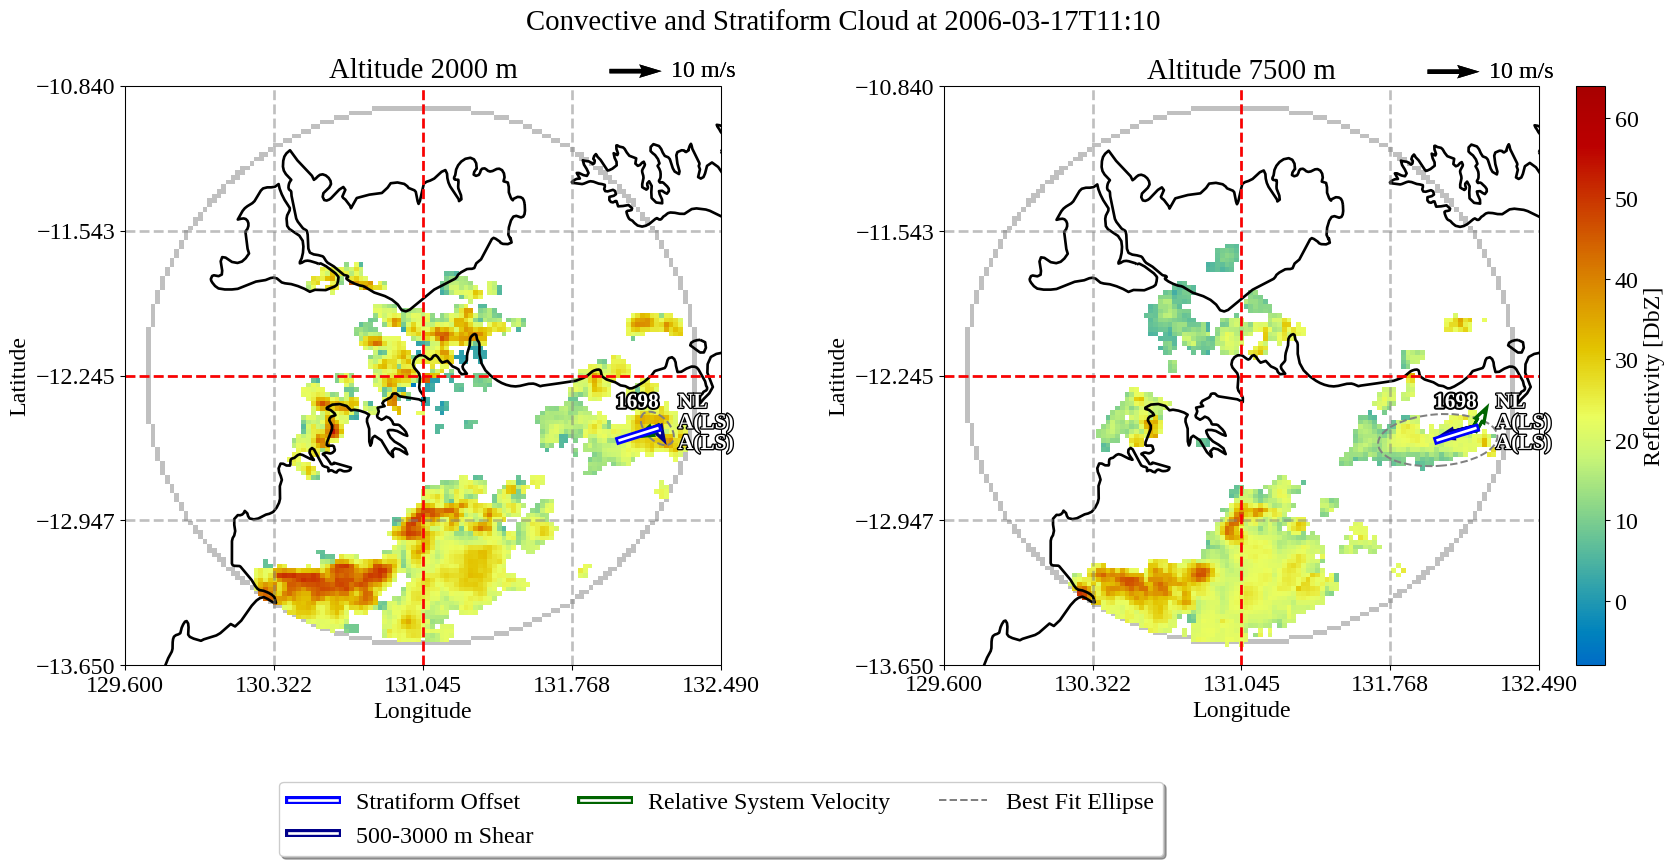 Convective and Stratiform Cloud at 2006-03-17T11:10
Altitude 2000 m
10 m/s
−10.840
−11.543
−12.245
−12.947
−13.650
Latitude
1698
NL
A(LS)
A(LS)
129.600
130.322
131.045
131.768
132.490
Longitude
Altitude 7500 m
10 m/s
−10.840
−11.543
−12.245
−12.947
−13.650
Latitude
1698
NL
A(LS)
A(LS)
129.600
130.322
131.045
131.768
132.490
Longitude
60
50
40
30
20
10
0
Reflectivity [DbZ]
Stratiform Offset
500-3000 m Shear
Relative System Velocity
Best Fit Ellipse